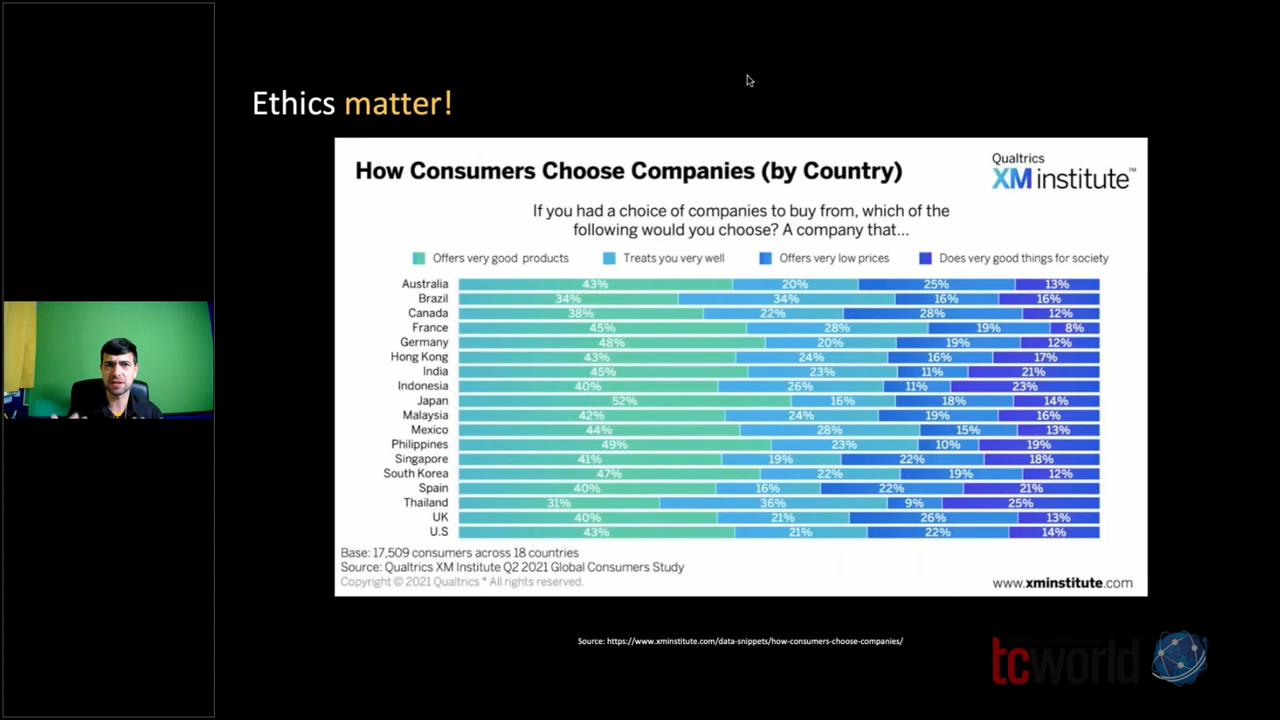 Ethics matter!
How Consumers Choose Companies (by Country)
Qualtrics
XM institute™
If you had a choice of companies to buy from, which of the
following would you choose? A company that...
Offers very good products Treats you very well Offers very low prices Does very good things for society
Australia 43% 20% 25% 13%
Brazil 34% 34% 16% 16%
Canada 38% 22% 28% 12%
France 45% 28% 19% 8%
Germany 48% 20% 19% 12%
Hong Kong 43% 24% 16% 17%
India 45% 23% 11% 21%
Indonesia 40% 26% 11% 23%
Japan 52% 16% 18% 14%
Malaysia 42% 24% 19% 16%
Mexico 44% 28% 15% 13%
Philippines 49% 23% 10% 19%
Singapore 41% 19% 22% 18%
South Korea 47% 22% 19% 12%
Spain 40% 16% 22% 21%
Thailand 31% 36% 9% 25%
UK 40% 21% 26% 13%
U.S 43% 21% 22% 14%
Base: 17,509 consumers across 18 countries
Source: Qualtrics XM Institute Q2 2021 Global Consumers Study
Copyright © 2021 Qualtrics ® All rights reserved.
www.xminstitute.com
Source: https://www.xminstitute.com/data-snippets/how-consumers-choose-companies/
tcworld